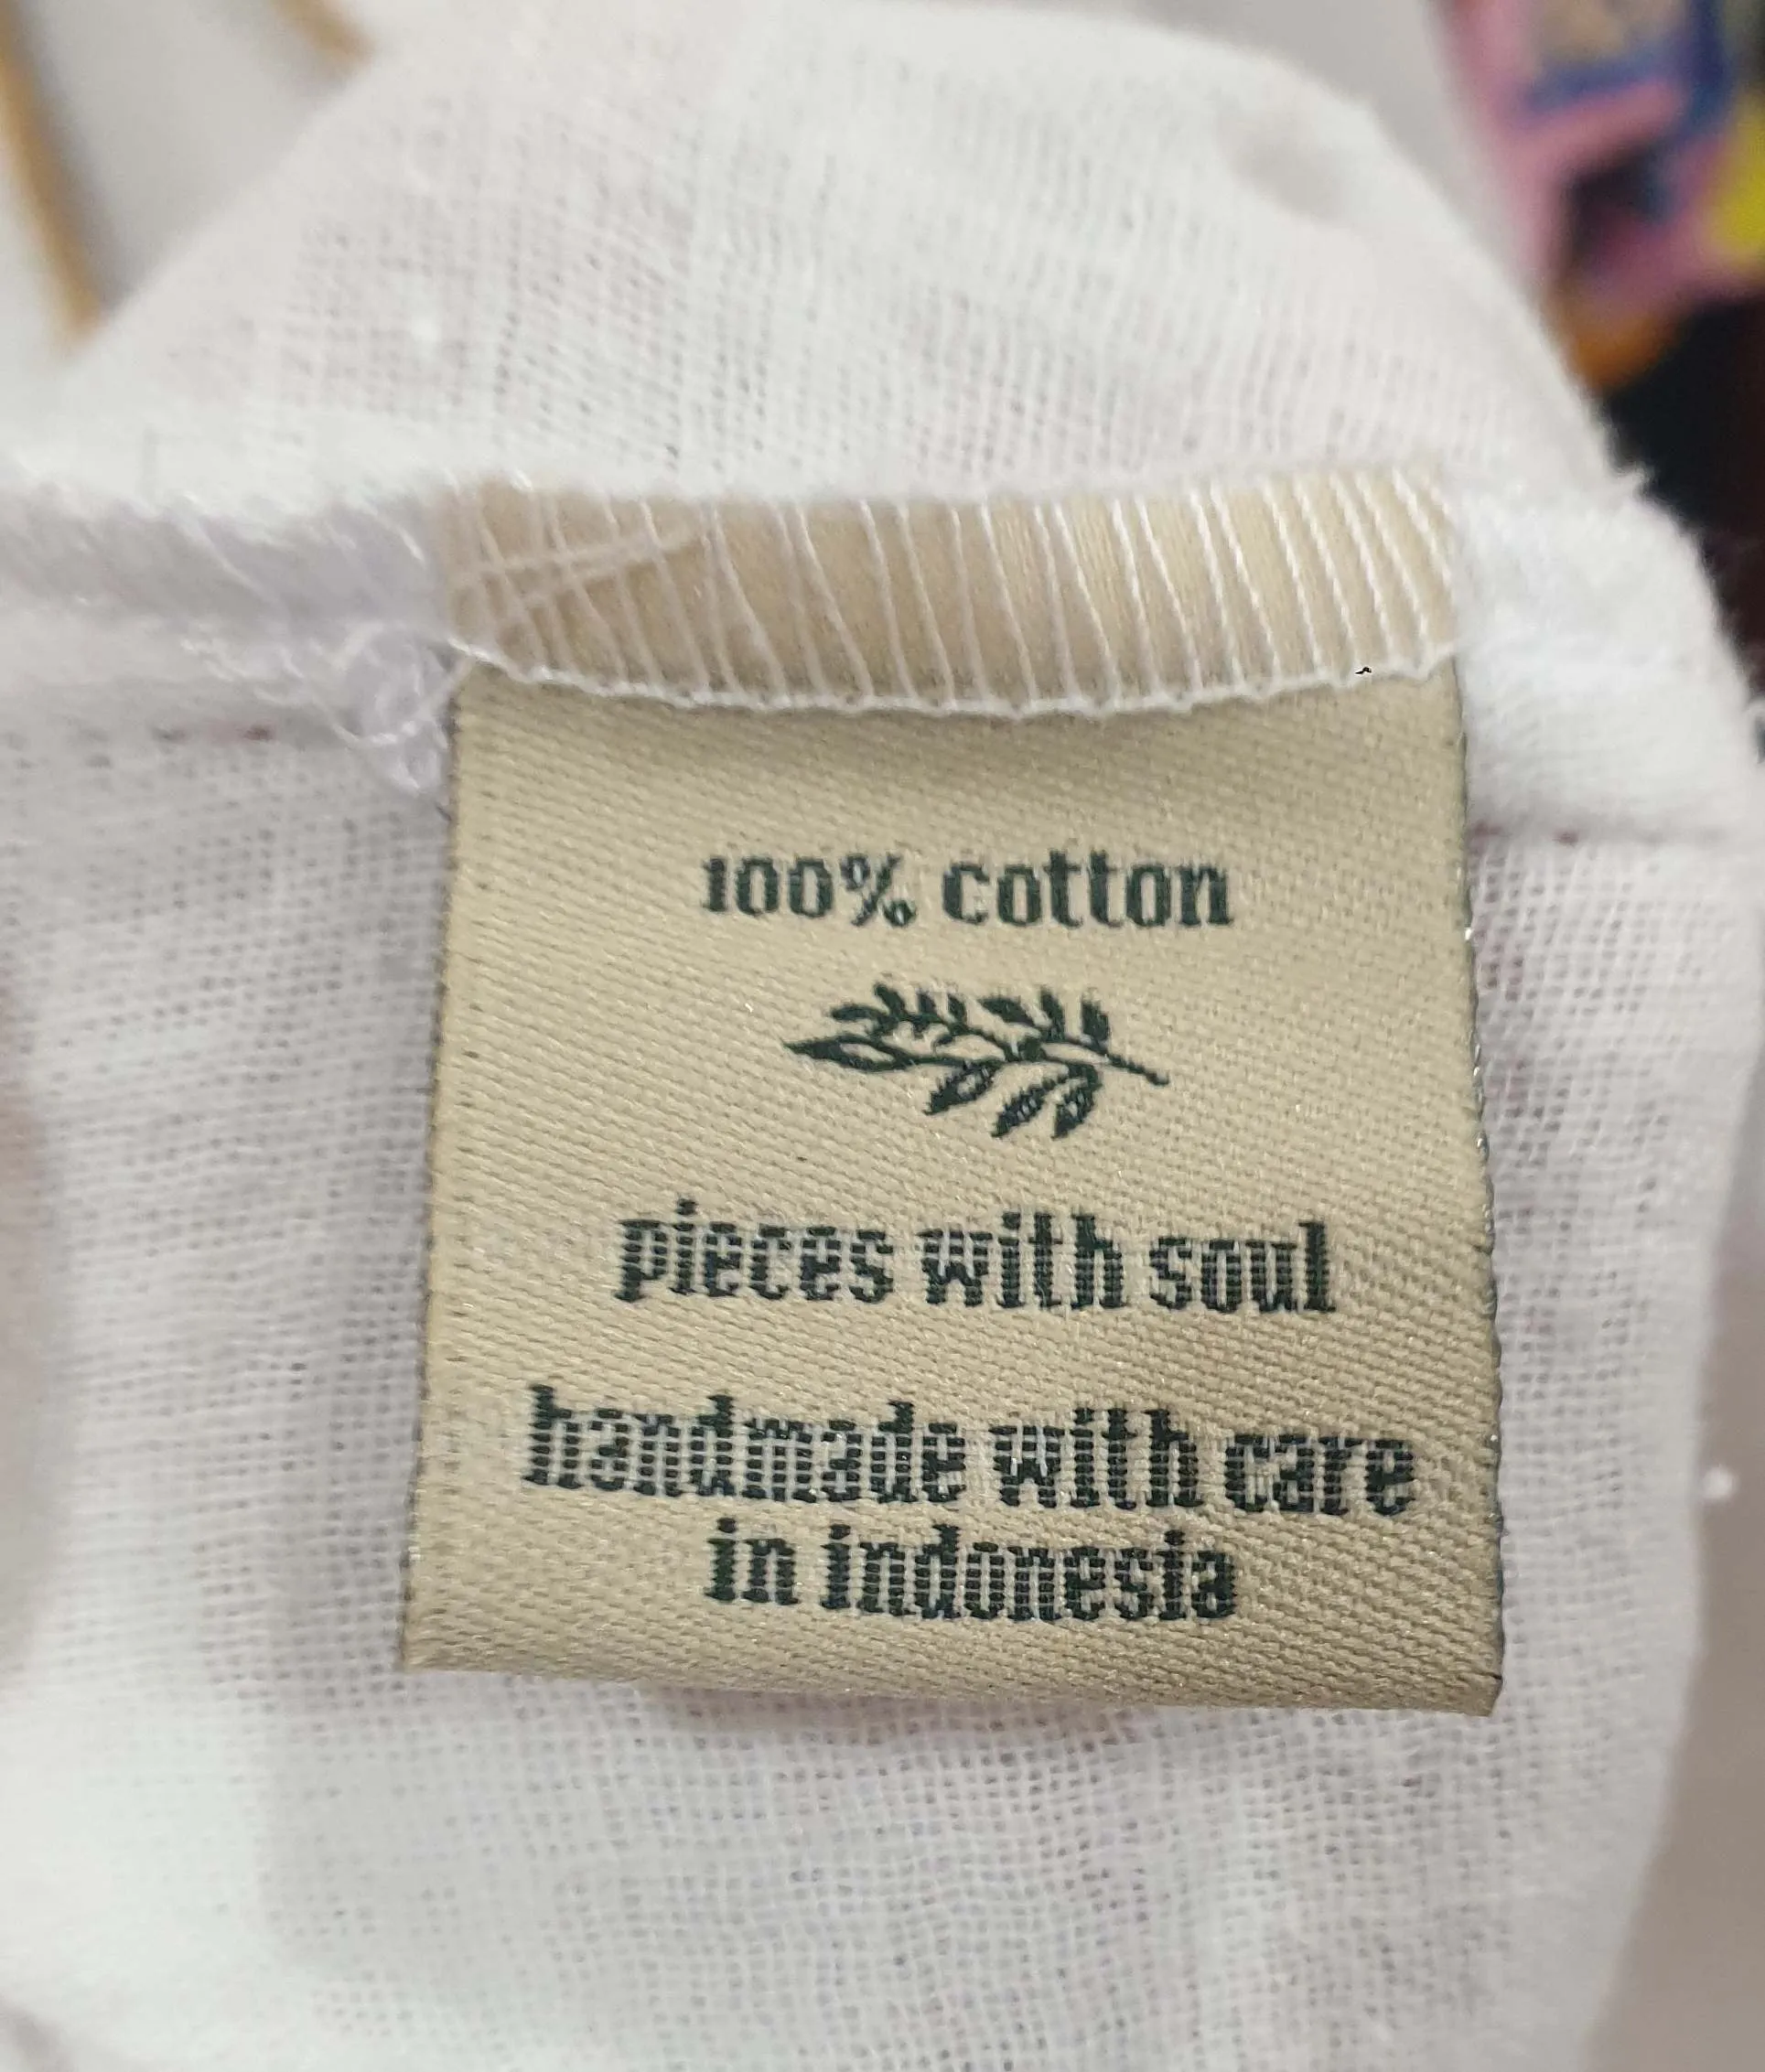 100% cotton
pieces with soul
handmade with care
in indonesia